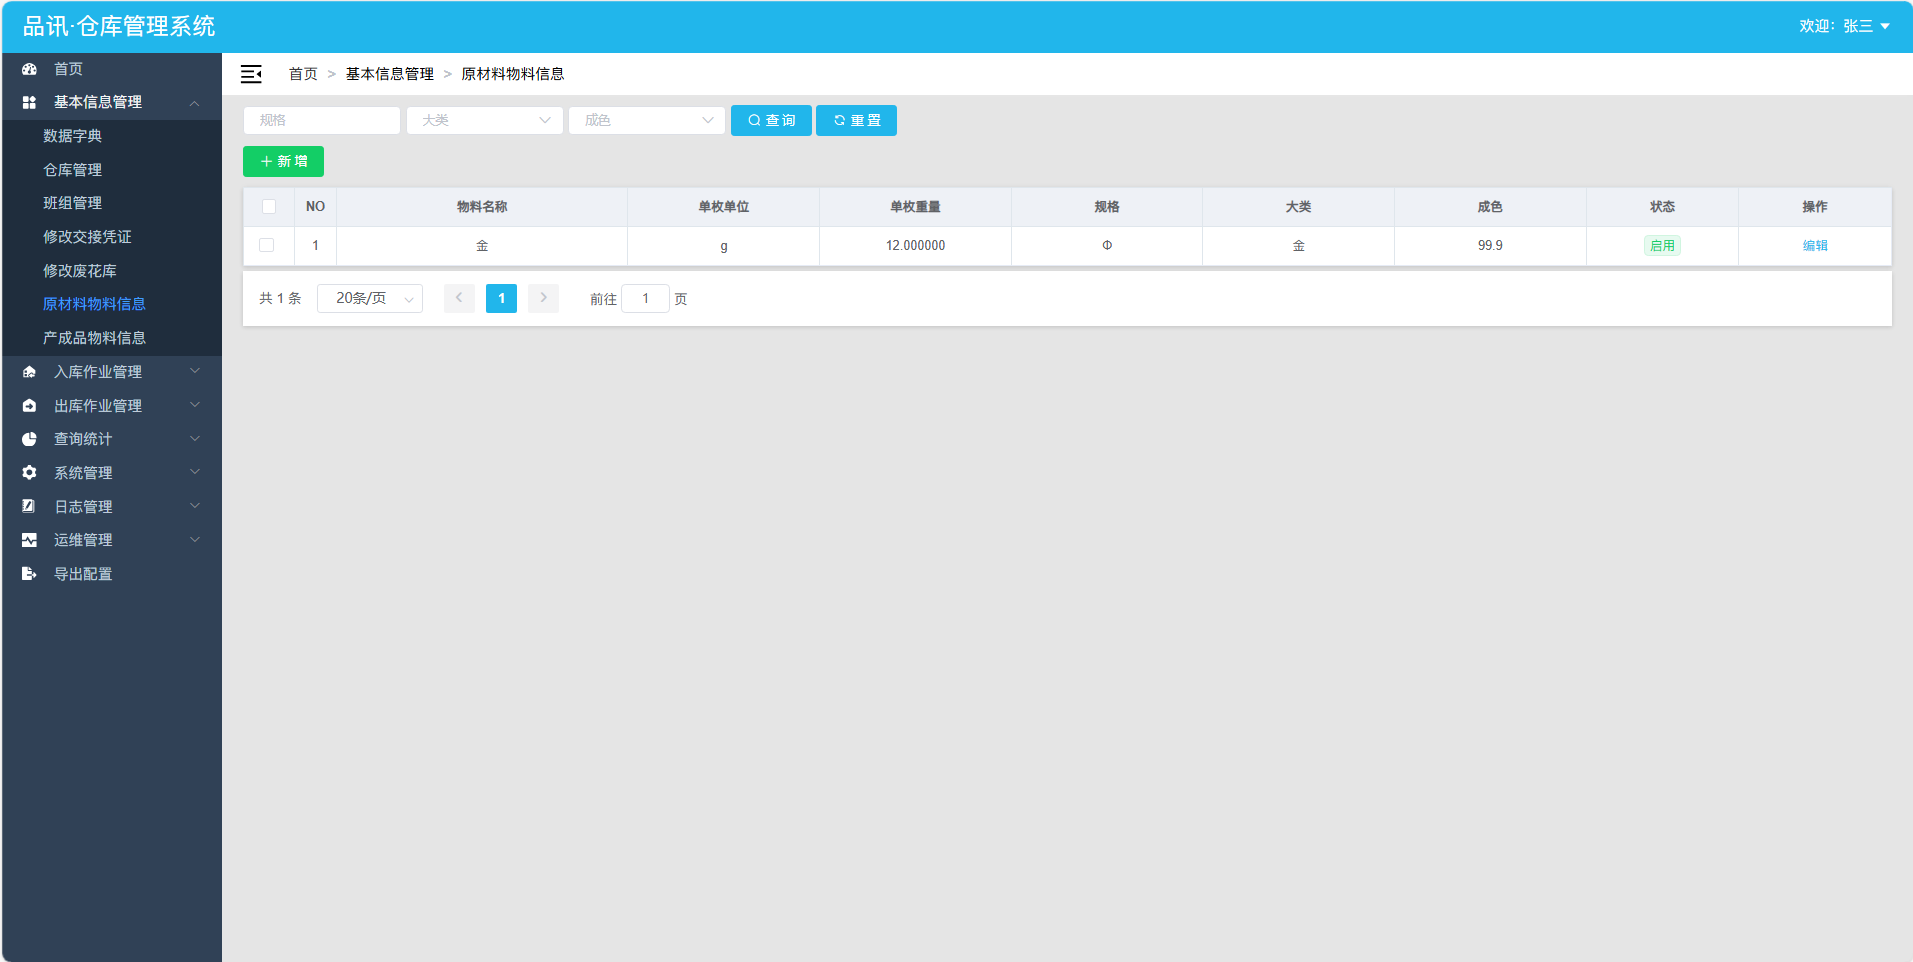 品讯·仓库管理系统
欢迎：张三
首页
基本信息管理
数据字典
仓库管理
班组管理
修改交接凭证
修改废花库
原材料物料信息
产成品物料信息
入库作业管理
出库作业管理
查询统计
系统管理
日志管理
运维管理
导出配置
首页 > 基本信息管理 > 原材料物料信息
规格 大类 成色 查询 重置
新增
NO 物料名称 单枚单位 单枚重量 规格 大类 成色 状态 操作
1 金 g 12.000000 Φ 金 99.9 启用 编辑
共 1 条 20条/页 < 1 > 前往 1 页